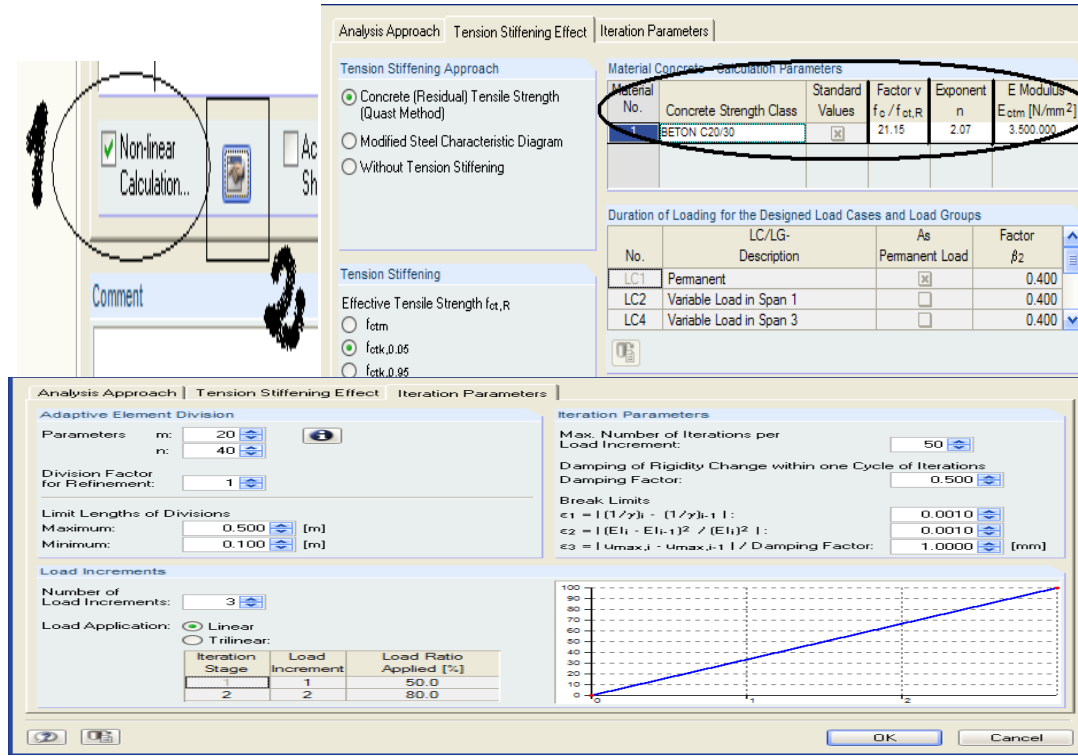 1
Non-linear
Calculation...
Ac
Sh
2
Comment
Analysis Approach Tension Stiffening Effect Iteration Parameters
Tension Stiffening Approach
Concrete (Residual) Tensile Strength
(Quast Method)
Modified Steel Characteristic Diagram
Without Tension Stiffening
Tension Stiffening
Effective Tensile Strength fct,R
fctm
fctk,0.05
fctk,0.95
Material Concrete - Calculation Parameters
Material No. Concrete Strength Class Standard Values Factor v fc / fct,R Exponent n E Modulus Ectm [N/mm²]
1 BETON C20/30 21.15 2.07 3.500.000
Duration of Loading for the Designed Load Cases and Load Groups
No. LC/LG- Description As Permanent Load Factor β2
LC1 Permanent 0.400
LC2 Variable Load in Span 1 0.400
LC4 Variable Load in Span 3 0.400
Analysis Approach Tension Stiffening Effect Iteration Parameters
Adaptive Element Division
Parameters m: 20
n: 40
Division Factor
for Refinement: 1
Limit Lengths of Divisions
Maximum: 0.500 [m]
Minimum: 0.100 [m]
Iteration Parameters
Max. Number of Iterations per
Load Increment: 50
Damping of Rigidity Change within one Cycle of Iterations
Damping Factor: 0.500
Break Limits
ε1 = | (1/γ)i - (1/γ)i-1 | : 0.0010
ε2 = | (EIi - EIi-1)² / (EIi)² | : 0.0010
ε3 = | umax,i - umax,i-1 | / Damping Factor: 1.0000 [mm]
Load Increments
Number of
Load Increments: 3
Load Application: Linear
Trilinear:
Iteration Stage Load Increment Load Ratio Applied [%]
1 1 50.0
2 2 80.0
100
90
80
70
60
50
40
30
20
10
0
0 1 2
OK Cancel